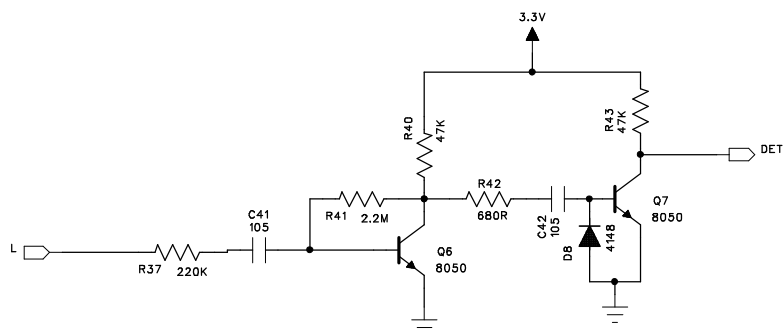 3.3V
R40
47K
R43
47K
DET
R42
680R
C41
105
R41
2.2M
C42
105
Q7
8050
D8
4148
L
R37
220K
Q6
8050